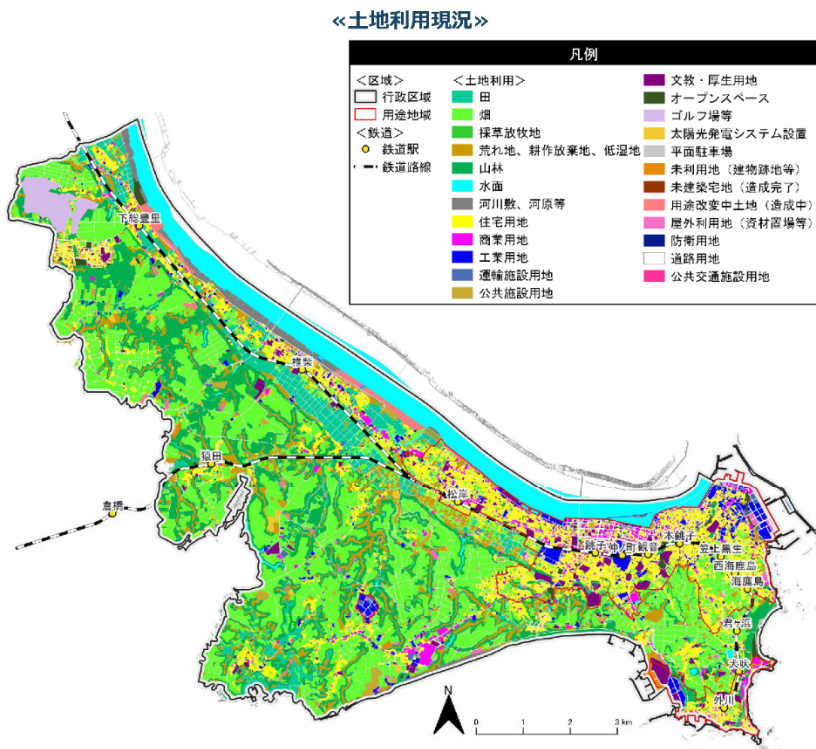 ≪土地利用現況≫
凡例
＜区域＞
行政区域
用途地域
＜鉄道＞
鉄道駅
鉄道路線
＜土地利用＞
田
畑
採草放牧地
荒れ地、耕作放棄地、低湿地
山林
水面
河川敷、河原等
住宅用地
商業用地
工業用地
運輸施設用地
公共施設用地
文教・厚生用地
オープンスペース
ゴルフ場等
太陽光発電システム設置
平面駐車場
未利用地（建物跡地等）
未建築宅地（造成完了）
用途改変中土地（造成中）
屋外利用地（資材置場等）
防衛用地
道路用地
公共交通施設用地
下総豊里
椎柴
猿田
倉橋
松岸
銚子
仲ノ町
観音
本銚子
笠上黒生
西海鹿島
海鹿島
君ヶ浜
犬吠
外川
N
0 1 2 3 km